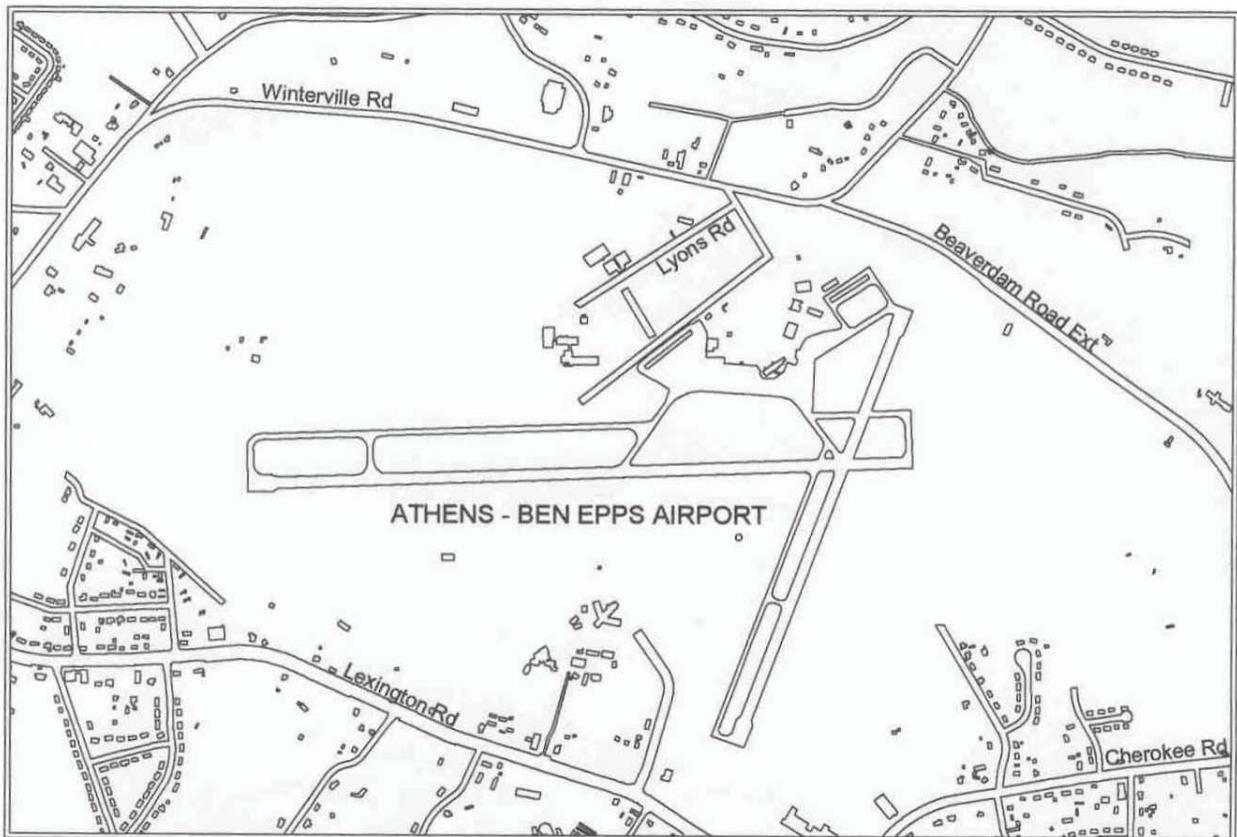 Winterville Rd
Lyons Rd
Beaverdam Road Ext
ATHENS - BEN EPPS AIRPORT
Lexington Rd
Cherokee Rd